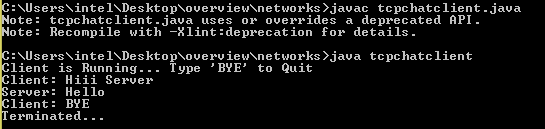 C:\Users\intel\Desktop\overview\networks>javac tcpchatclient.java
Note: tcpchatclient.java uses or overrides a deprecated API.
Note: Recompile with -Xlint:deprecation for details.
C:\Users\intel\Desktop\overview\networks>java tcpchatclient
Client is Running... Type 'BYE' to Quit
Client: Hiii Server
Server: Hello
Client: BYE
Terminated...